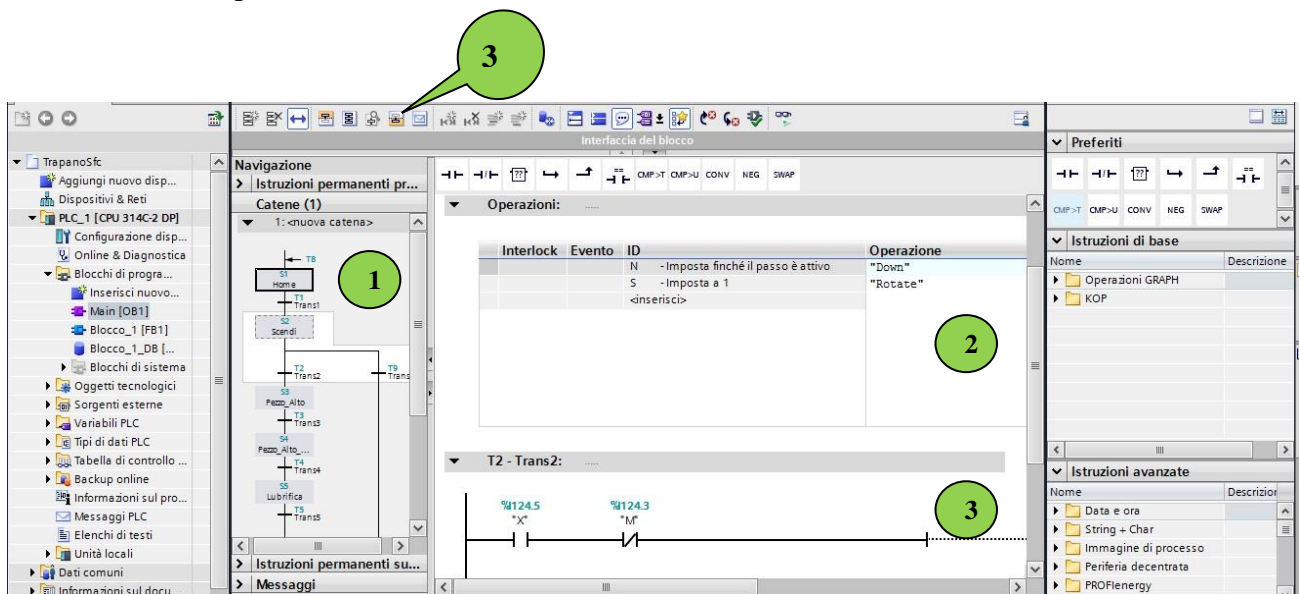 3
Interfaccia del blocco
TrapanoSfc
Aggiungi nuovo disp...
Dispositivi & Reti
PLC_1 [CPU 314C-2 DP]
Configurazione disp...
Online & Diagnostica
Blocchi di progra...
Inserisci nuovo...
Main [OB1]
Blocco_1 [FB1]
Blocco_1_DB [...
Blocchi di sistema
Oggetti tecnologici
Sorgenti esterne
Variabili PLC
Tipi di dati PLC
Tabella di controllo ...
Backup online
Informazioni sul pro...
Messaggi PLC
Elenchi di testi
Unità locali
Dati comuni
Informazioni sul docu...
Navigazione
Istruzioni permanenti pr...
Catene (1)
1: <nuova catena>
T8
S1
Home
1
T1
Trans1
S2
Scendi
T2
Trans2
T9
Trans
S3
Pezzo_Alto
T3
Trans3
S4
Pezzo_Alto_...
T4
Trans4
S5
Lubrifica
T5
Trans5
Istruzioni permanenti su...
Messaggi
?? CMP>T CMP>U CONV NEG SWAP
Operazioni: .....
Interlock Evento ID Operazione
N - Imposta finché il passo è attivo "Down"
S - Imposta a 1 "Rotate"
<inserisci>
2
T2 - Trans2: .....
%I124.5 %I124.3
"X" "M"
3
Preferiti
??
CMP>T CMP>U CONV NEG SWAP
Istruzioni di base
Nome Descrizione
Operazioni GRAPH
KOP
Istruzioni avanzate
Nome Descrizion
Data e ora
String + Char
Immagine di processo
Periferia decentrata
PROFIenergy